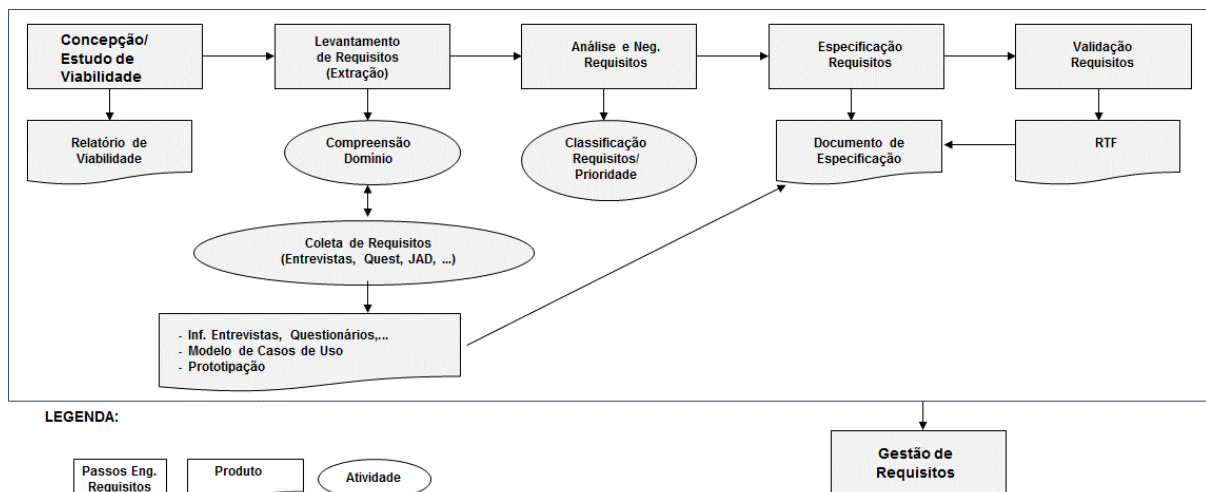 Concepção/
Estudo de
Viabilidade
Levantamento
de Requisitos
(Extração)
Análise e Neg.
Requisitos
Especificação
Requisitos
Validação
Requisitos
Relatório de
Viabilidade
Compreensão
Domínio
Classificação
Requisitos/
Prioridade
Documento de
Especificação
RTF
Coleta de Requisitos
(Entrevistas, Quest, JAD, ...)
- Inf. Entrevistas, Questionários,...
- Modelo de Casos de Uso
- Prototipação
LEGENDA:
Passos Eng.
Requisitos
Produto
Atividade
Gestão de
Requisitos